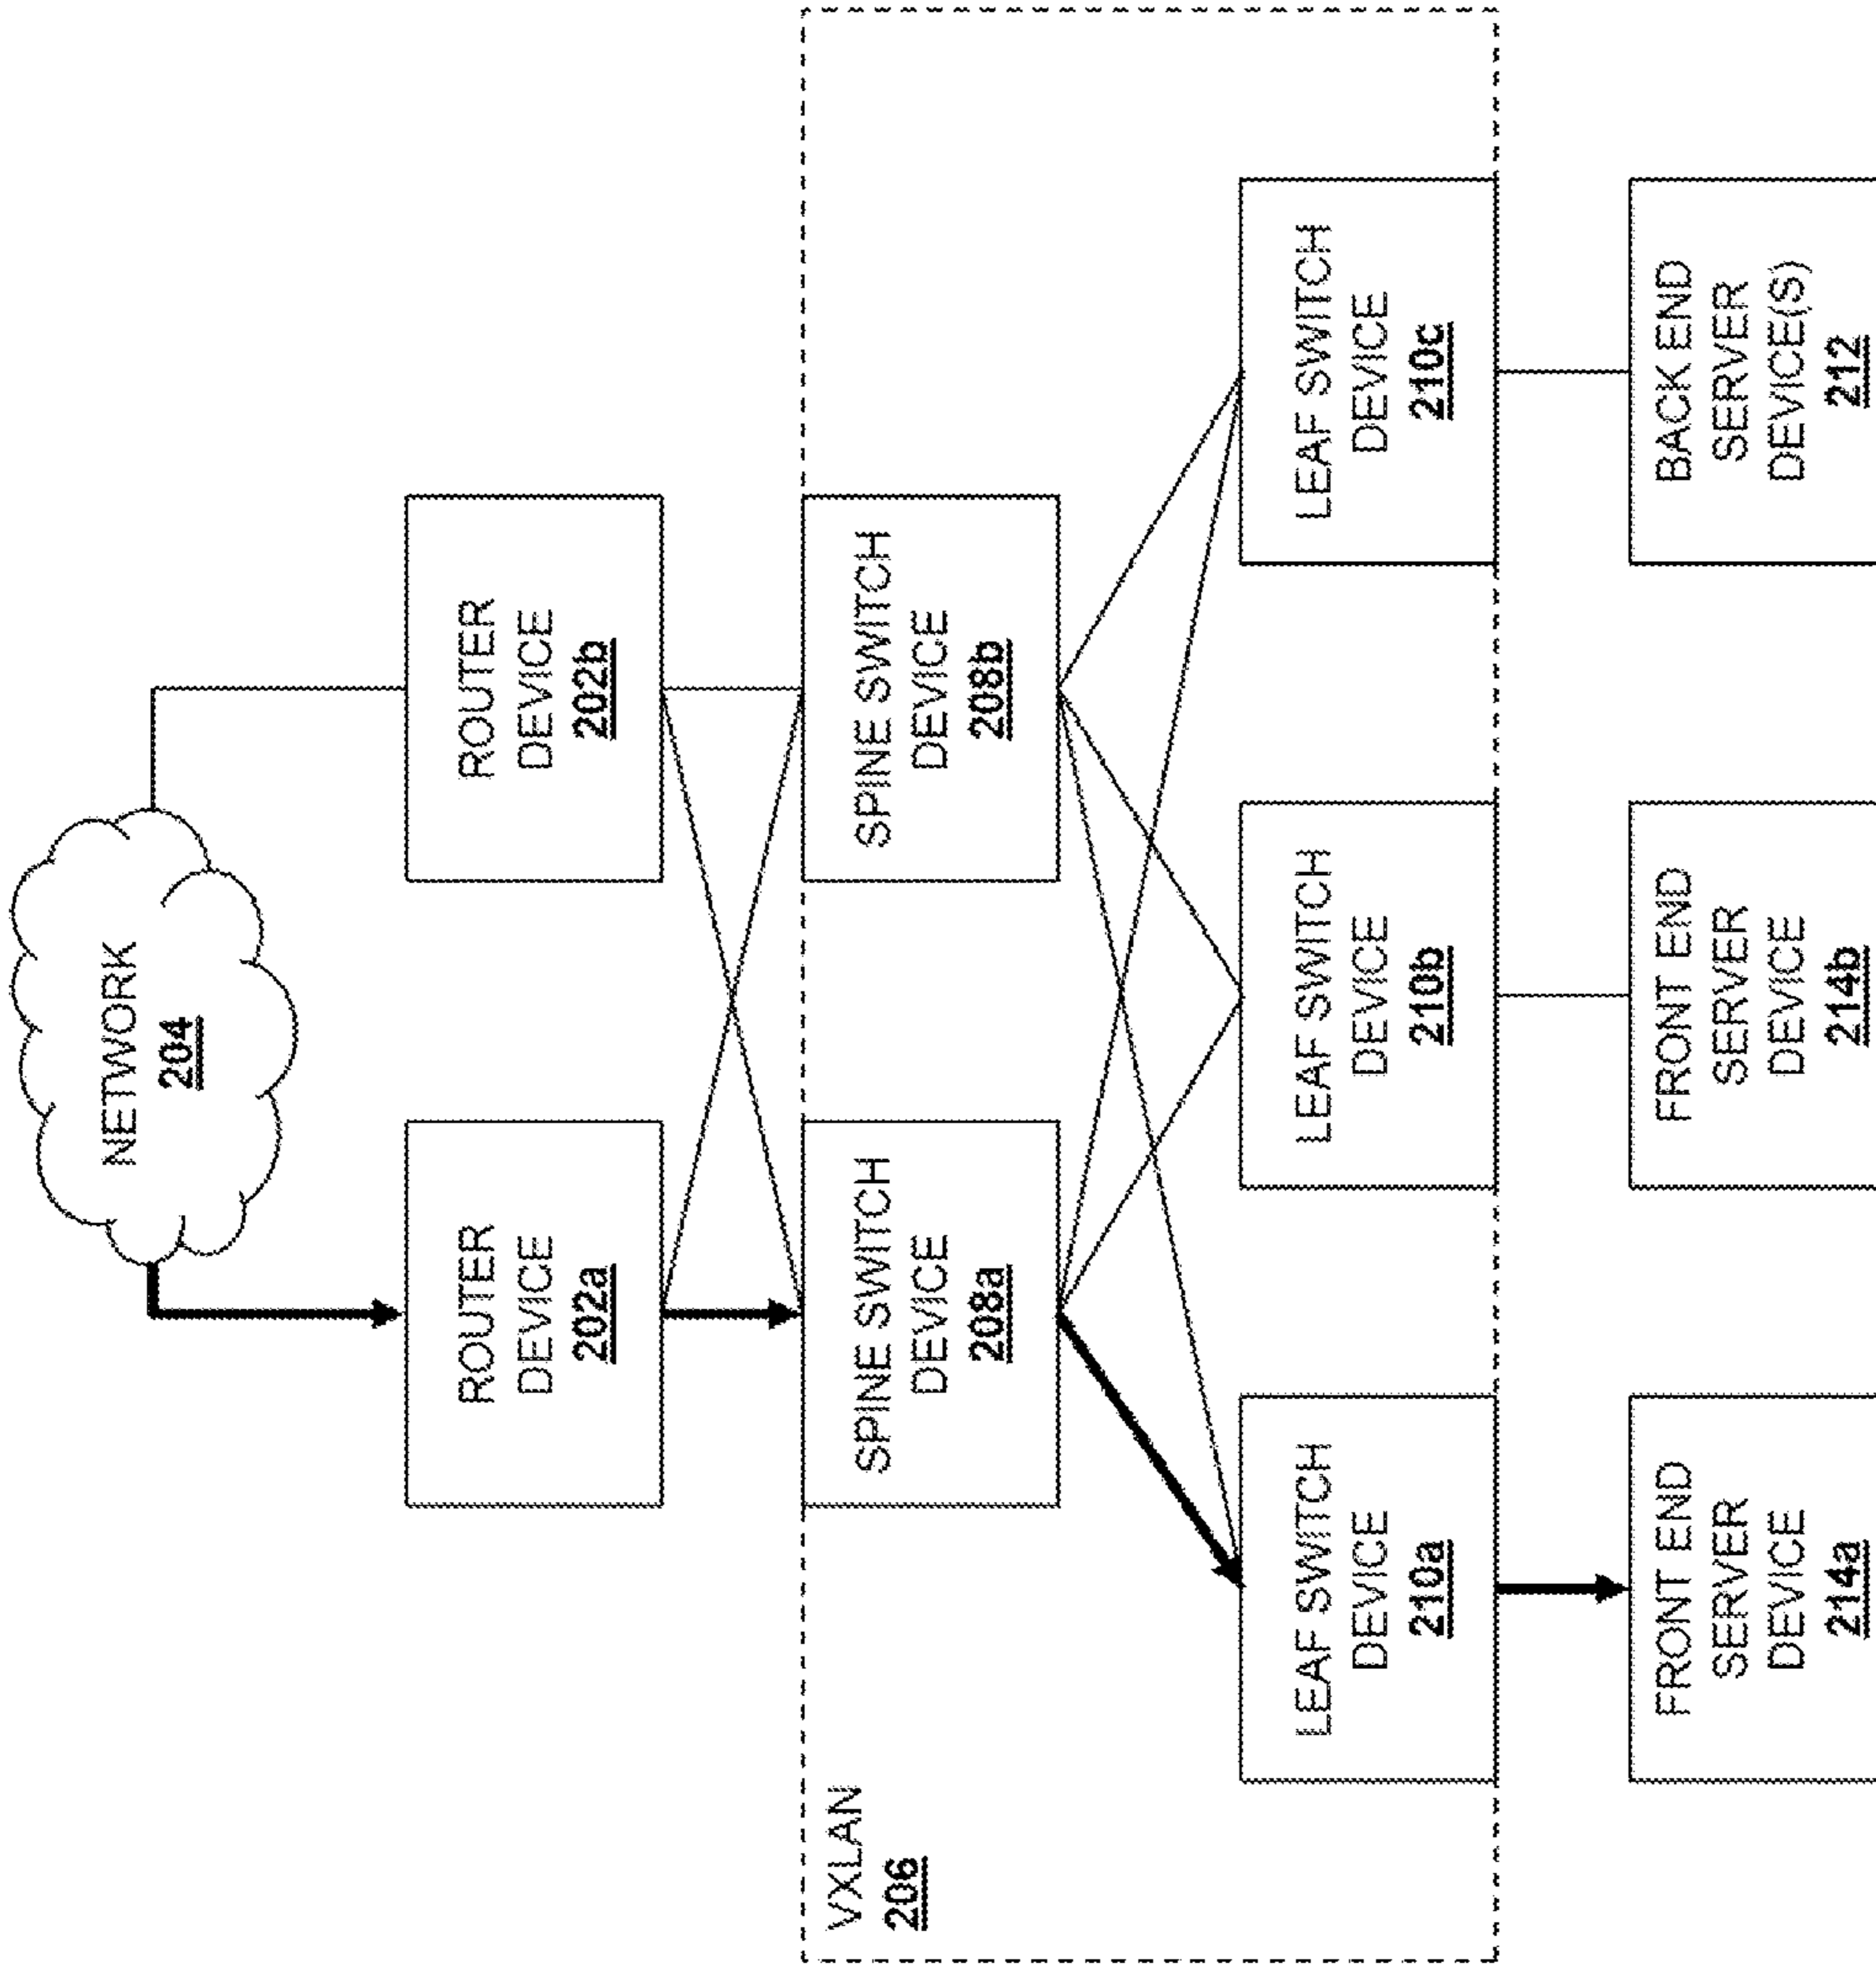 NETWORK
204
ROUTER
DEVICE
202a
ROUTER
DEVICE
202b
VXLAN
206
SPINE SWITCH
DEVICE
208a
SPINE SWITCH
DEVICE
208b
LEAF SWITCH
DEVICE
210a
LEAF SWITCH
DEVICE
210b
LEAF SWITCH
DEVICE
210c
FRONT END
SERVER
DEVICE
214a
FRONT END
SERVER
DEVICE
214b
BACK END
SERVER
DEVICE(S)
212